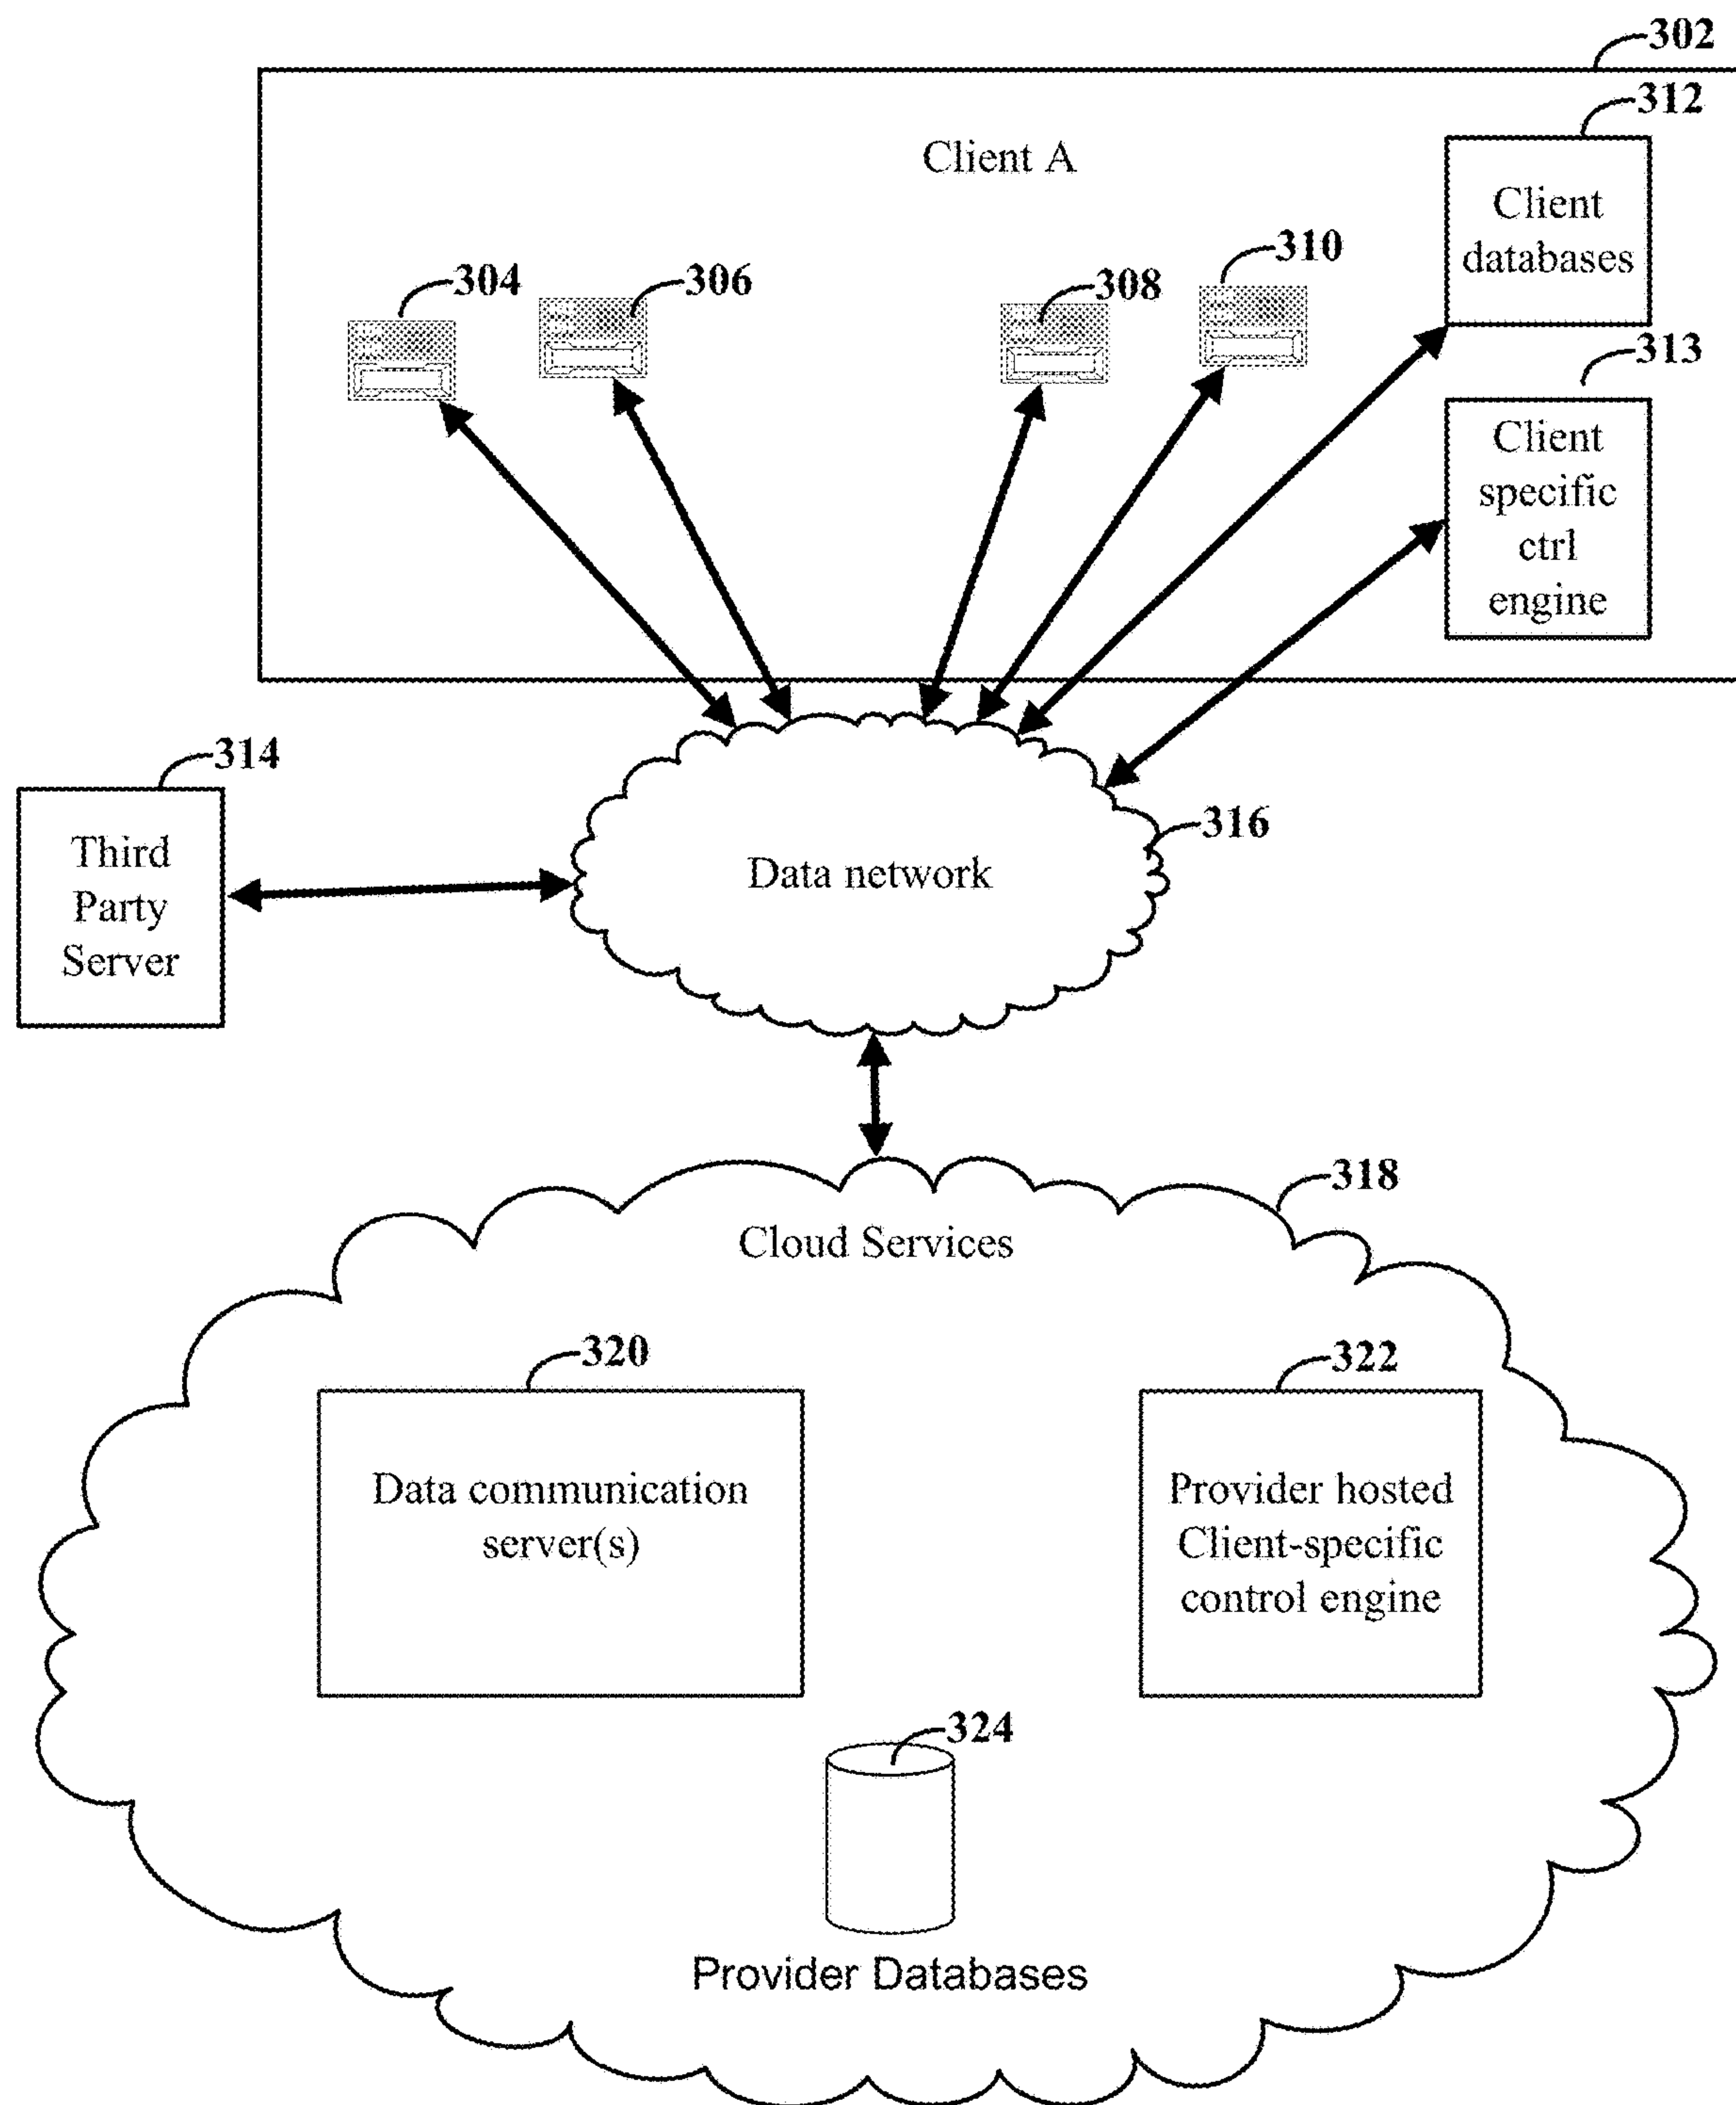 302
312
Client A
Client
databases
310
304
306
308
313
Client
specific
ctrl
engine
314
Third
Party
Server
316
Data network
318
Cloud Services
320
322
Data communication
server(s)
Provider hosted
Client-specific
control engine
324
Provider Databases